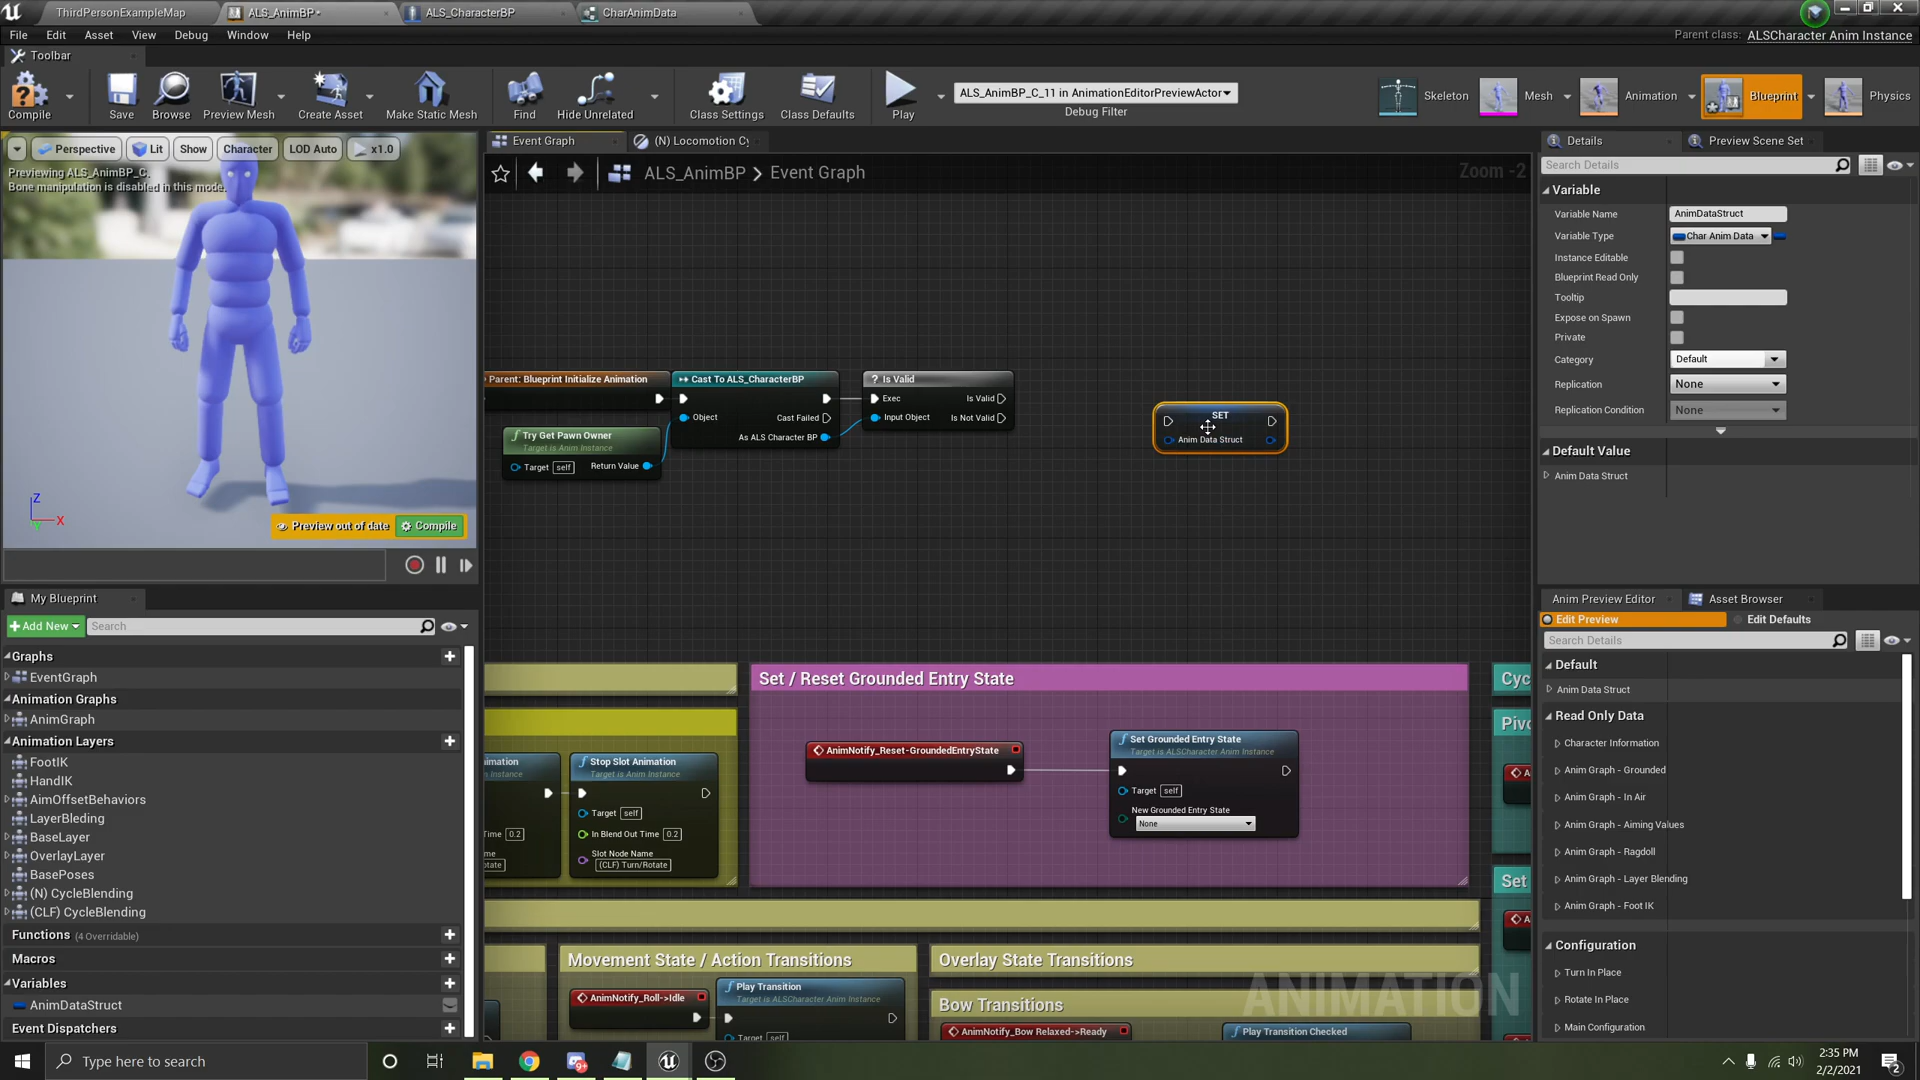 ThirdPersonExampleMap
ALS_AnimBP•
ALS_CharacterBP
CharAnimData
File Edit Asset View Debug Window Help
Parent class: ALSCharacter Anim Instance
Toolbar
Compile
Save
Browse
Preview Mesh
Create Asset
Make Static Mesh
Find
Hide Unrelated
Class Settings
Class Defaults
Play
ALS_AnimBP_C_11 in AnimationEditorPreviewActor
Debug Filter
Skeleton
Mesh
Animation
Blueprint
Physics
Perspective
Lit
Show
Character
LOD Auto
x1.0
Previewing ALS_AnimBP_C.
Bone manipulation is disabled in this mode.
Z
X
Preview out of date
Compile
Event Graph
(N) Locomotion Cy
ALS_AnimBP > Event Graph
Zoom -2
Parent: Blueprint Initialize Animation
Try Get Pawn Owner
Target is Anim Instance
Target self
Return Value
Cast To ALS_CharacterBP
Object
Cast Failed
As ALS Character BP
? Is Valid
Exec
Is Valid
Input Object
Is Not Valid
SET
Anim Data Struct
Set / Reset Grounded Entry State
AnimNotify_Reset-GroundedEntryState
Set Grounded Entry State
Target is ALSCharacter Anim Instance
Target self
New Grounded Entry State
None
nimation
Instance
Time 0.2
me
otate
Stop Slot Animation
Target is Anim Instance
Target self
In Blend Out Time 0.2
Slot Node Name
(CLF) Turn/Rotate
Cyc
Pivo
Set
Movement State / Action Transitions
AnimNotify_Roll->Idle
Play Transition
Target is ALSCharacter Anim Instance
Target self
Overlay State Transitions
Bow Transitions
AnimNotify_Bow Relaxed->Ready
Play Transition Checked
ANIMATION
My Blueprint
Add New
Search
Graphs
EventGraph
Animation Graphs
AnimGraph
Animation Layers
FootIK
HandIK
AimOffsetBehaviors
LayerBleding
BaseLayer
OverlayLayer
BasePoses
(N) CycleBlending
(CLF) CycleBlending
Functions (4 Overridable)
Macros
Variables
AnimDataStruct
Event Dispatchers
Details
Preview Scene Set
Search Details
Variable
Variable Name AnimDataStruct
Variable Type Char Anim Data
Instance Editable
Blueprint Read Only
Tooltip
Expose on Spawn
Private
Category Default
Replication None
Replication Condition None
Default Value
Anim Data Struct
Anim Preview Editor
Asset Browser
Edit Preview
Edit Defaults
Search Details
Default
Anim Data Struct
Read Only Data
Character Information
Anim Graph - Grounded
Anim Graph - In Air
Anim Graph - Aiming Values
Anim Graph - Ragdoll
Anim Graph - Layer Blending
Anim Graph - Foot IK
Configuration
Turn In Place
Rotate In Place
Main Configuration
Type here to search
2:35 PM
2/2/2021
2